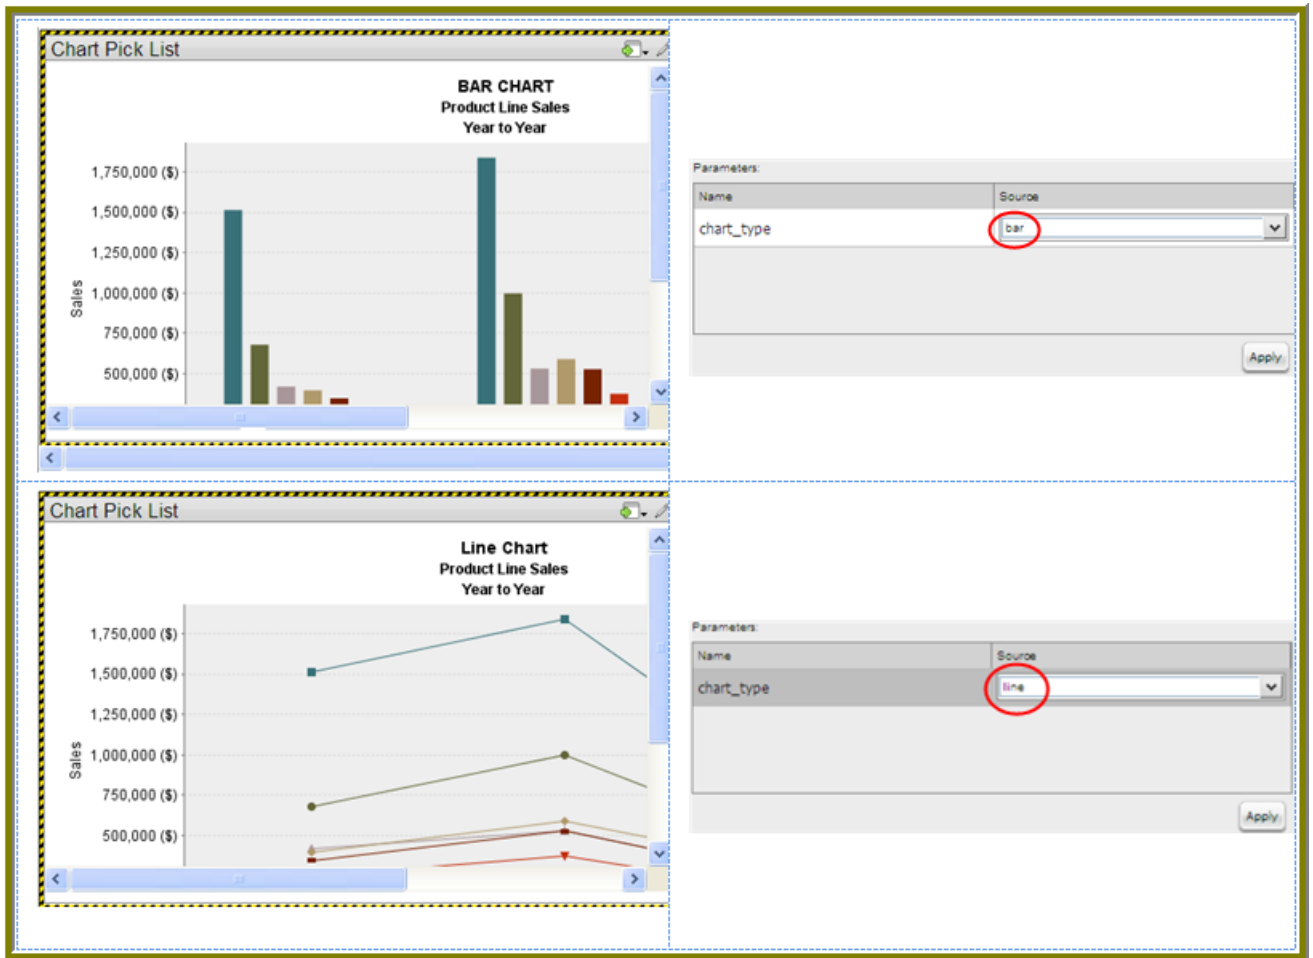 Chart Pick List
BAR CHART
Product Line Sales
Year to Year
1,750,000 ($)
1,500,000 ($)
1,250,000 ($)
1,000,000 ($)
750,000 ($)
500,000 ($)
Sales
Parameters:
Name Source
chart_type bar
Apply
Chart Pick List
Line Chart
Product Line Sales
Year to Year
1,750,000 ($)
1,500,000 ($)
1,250,000 ($)
1,000,000 ($)
750,000 ($)
500,000 ($)
Sales
Parameters:
Name Source
chart_type line
Apply